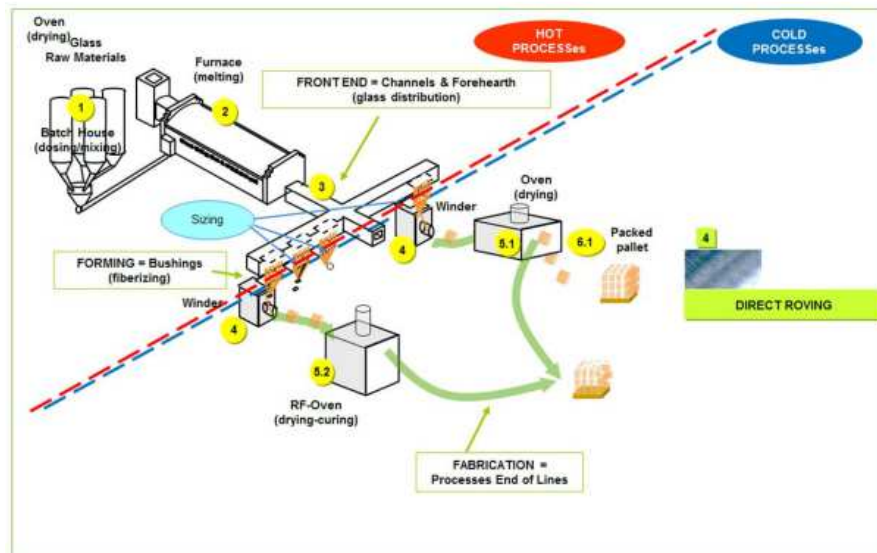 Oven
(drying)
Glass
Raw Materials
1
Batch House
(dosing/mixing)
Furnace
(melting)
2
HOT
PROCESSes
COLD
PROCESSes
FRONT END = Channels & Forehearth
(glass distribution)
3
Sizing
Winder
4
Oven
(drying)
5.1
6.1
Packed
pallet
4
DIRECT ROVING
FORMING = Bushings
(fiberizing)
Winder
4
5.2
RF-Oven
(drying-curing)
FABRICATION =
Processes End of Lines